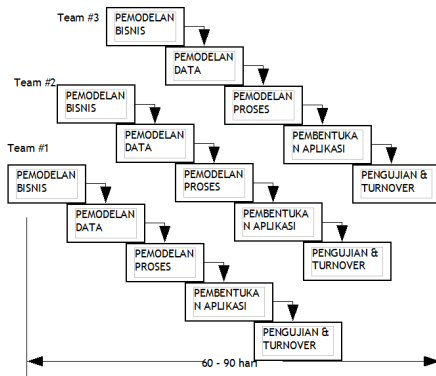 Team #3
PEMODELAN
BISNIS
PEMODELAN
DATA
PEMODELAN
PROSES
PEMBENTUKA
N APLIKASI
PENGUJIAN &
TURNOVER
Team #2
PEMODELAN
BISNIS
PEMODELAN
DATA
PEMODELAN
PROSES
PEMBENTUKA
N APLIKASI
PENGUJIAN &
TURNOVER
Team #1
PEMODELAN
BISNIS
PEMODELAN
DATA
PEMODELAN
PROSES
PEMBENTUKA
N APLIKASI
PENGUJIAN &
TURNOVER
60 - 90 hari